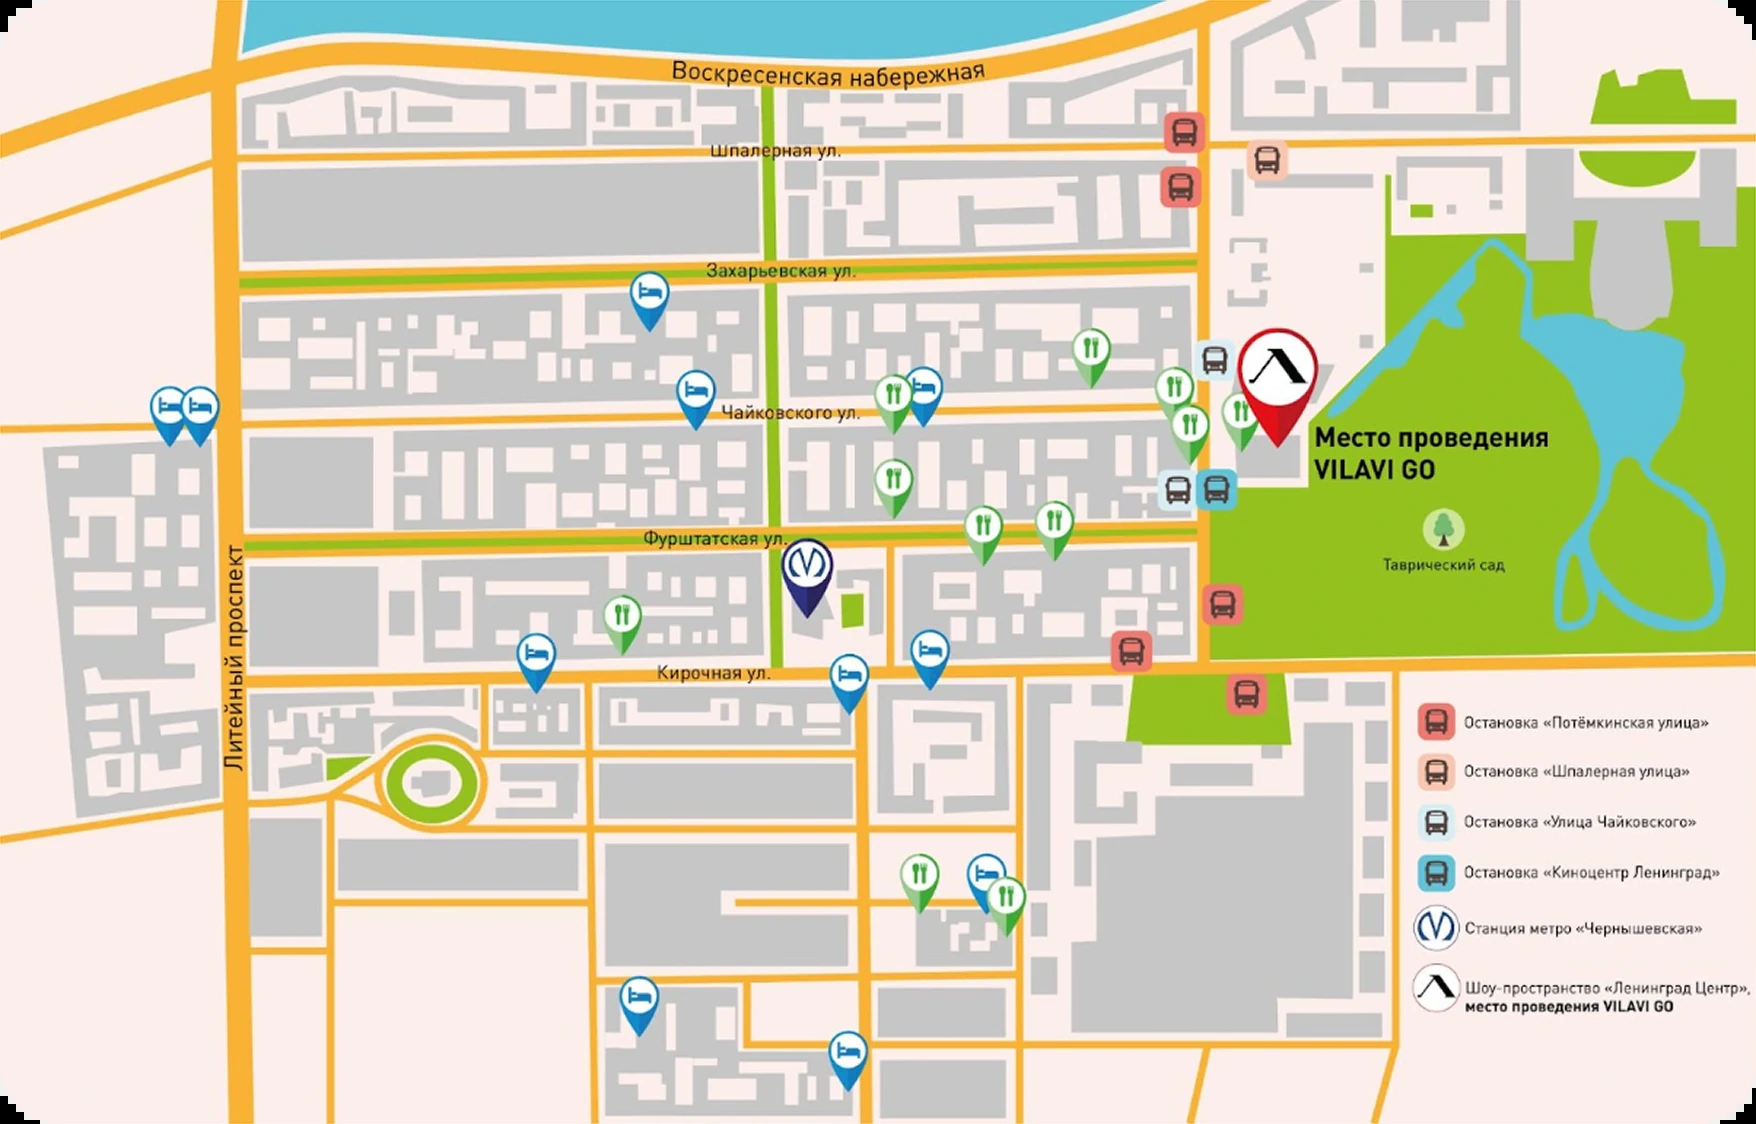 Воскресенская набережная
Шпалерная ул.
Захарьевская ул.
Чайковского ул.
Место проведения
VILAVI GO
Фурштатская ул.
Таврический сад
Литейный проспект
Кирочная ул.
Остановка «Потёмкинская улица»
Остановка «Шпалерная улица»
Остановка «Улица Чайковского»
Остановка «Киноцентр Ленинград»
Станция метро «Чернышевская»
Шоу-пространство «Ленинград Центр»,
место проведения VILAVI GO